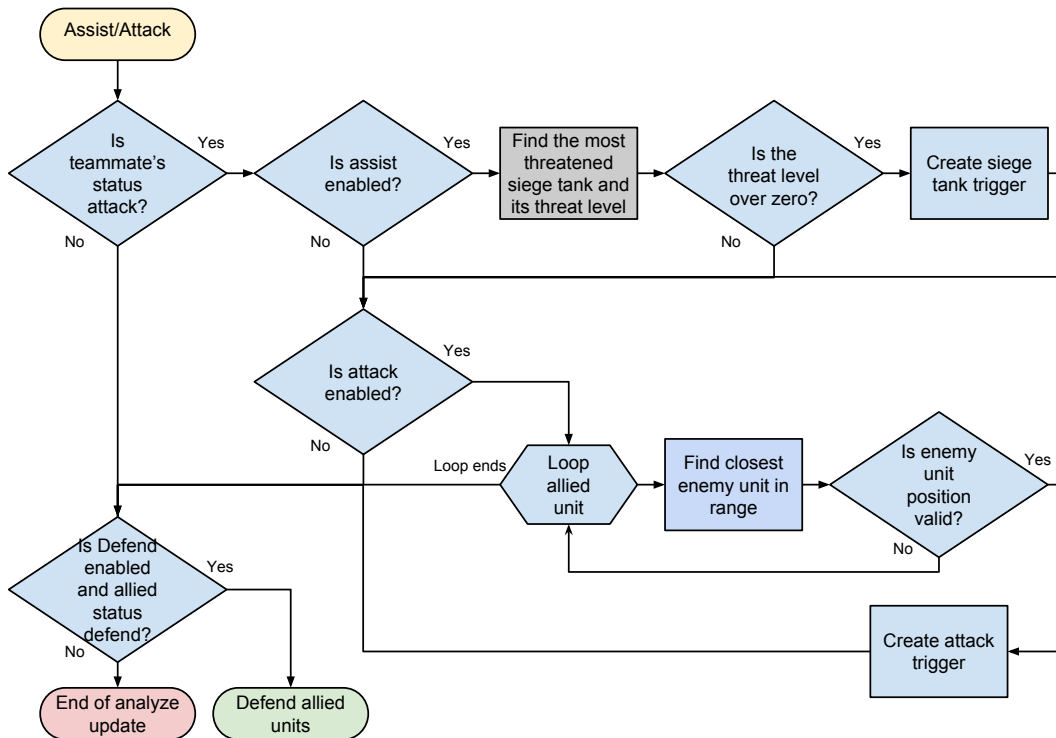 Assist/Attack
Is
teammate's
status
attack?
Yes
No
Is assist
enabled?
Yes
No
Find the most
threatened
siege tank and
its threat level
Is the
threat level
over zero?
Yes
No
Create siege
tank trigger
Is attack
enabled?
Yes
No
Loop ends
Loop
allied
unit
Find closest
enemy unit in
range
Is enemy
unit
position
valid?
Yes
No
Is Defend
enabled
and allied
status
defend?
Yes
No
Create attack
trigger
End of analyze
update
Defend allied
units